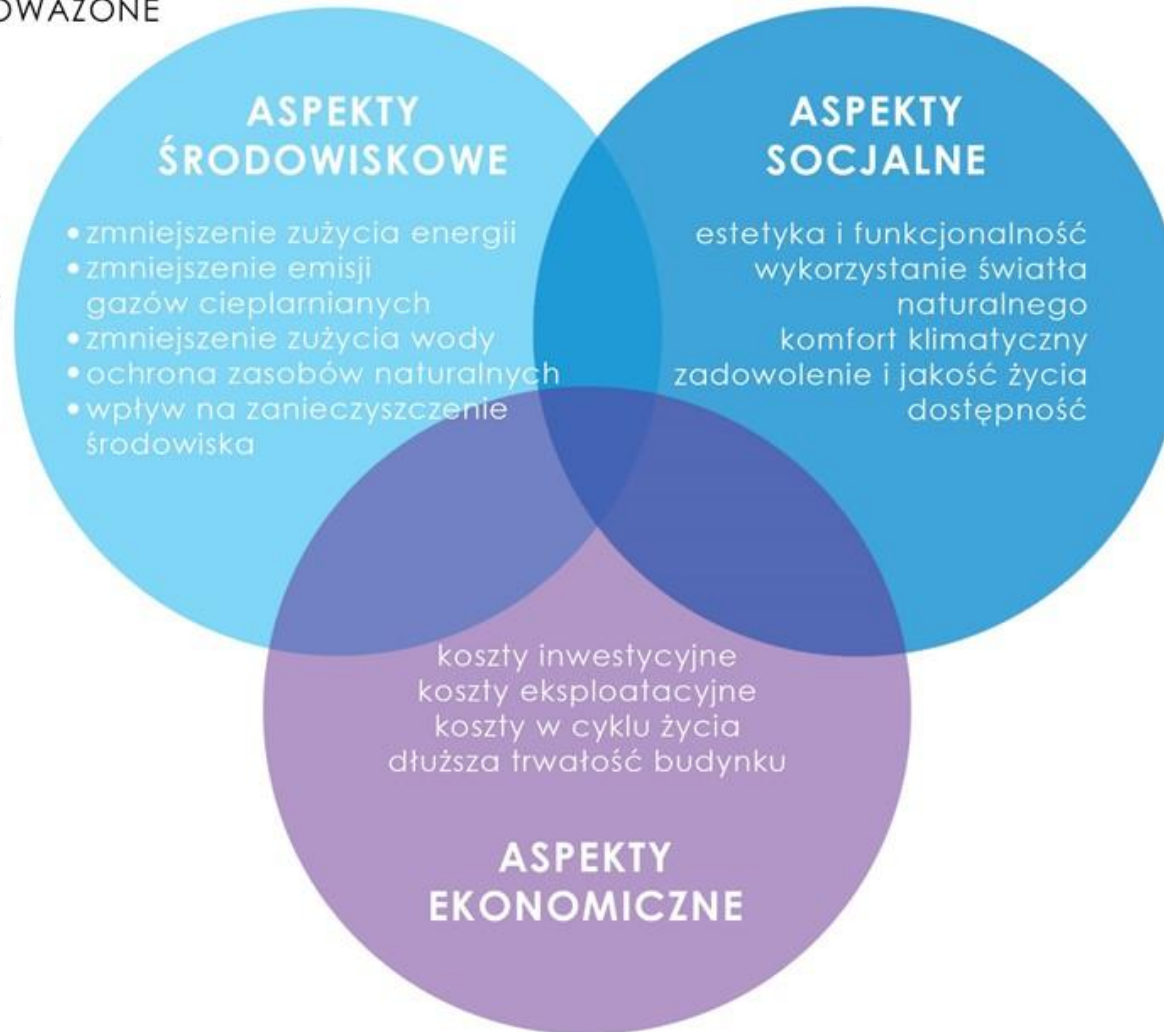 ASPEKTY
ŚRODOWISKOWE
• zmniejszenie zużycia energii
• zmniejszenie emisji
gazów cieplarnianych
• zmniejszenie zużycia wody
• ochrona zasobów naturalnych
• wpływ na zanieczyszczenie
środowiska
ASPEKTY
SOCJALNE
estetyka i funkcjonalność
wykorzystanie światła
naturalnego
komfort klimatyczny
zadowolenie i jakość życia
dostępność
koszty inwestycyjne
koszty eksploatacyjne
koszty w cyklu życia
dłuższa trwałość budynku
ASPEKTY
EKONOMICZNE